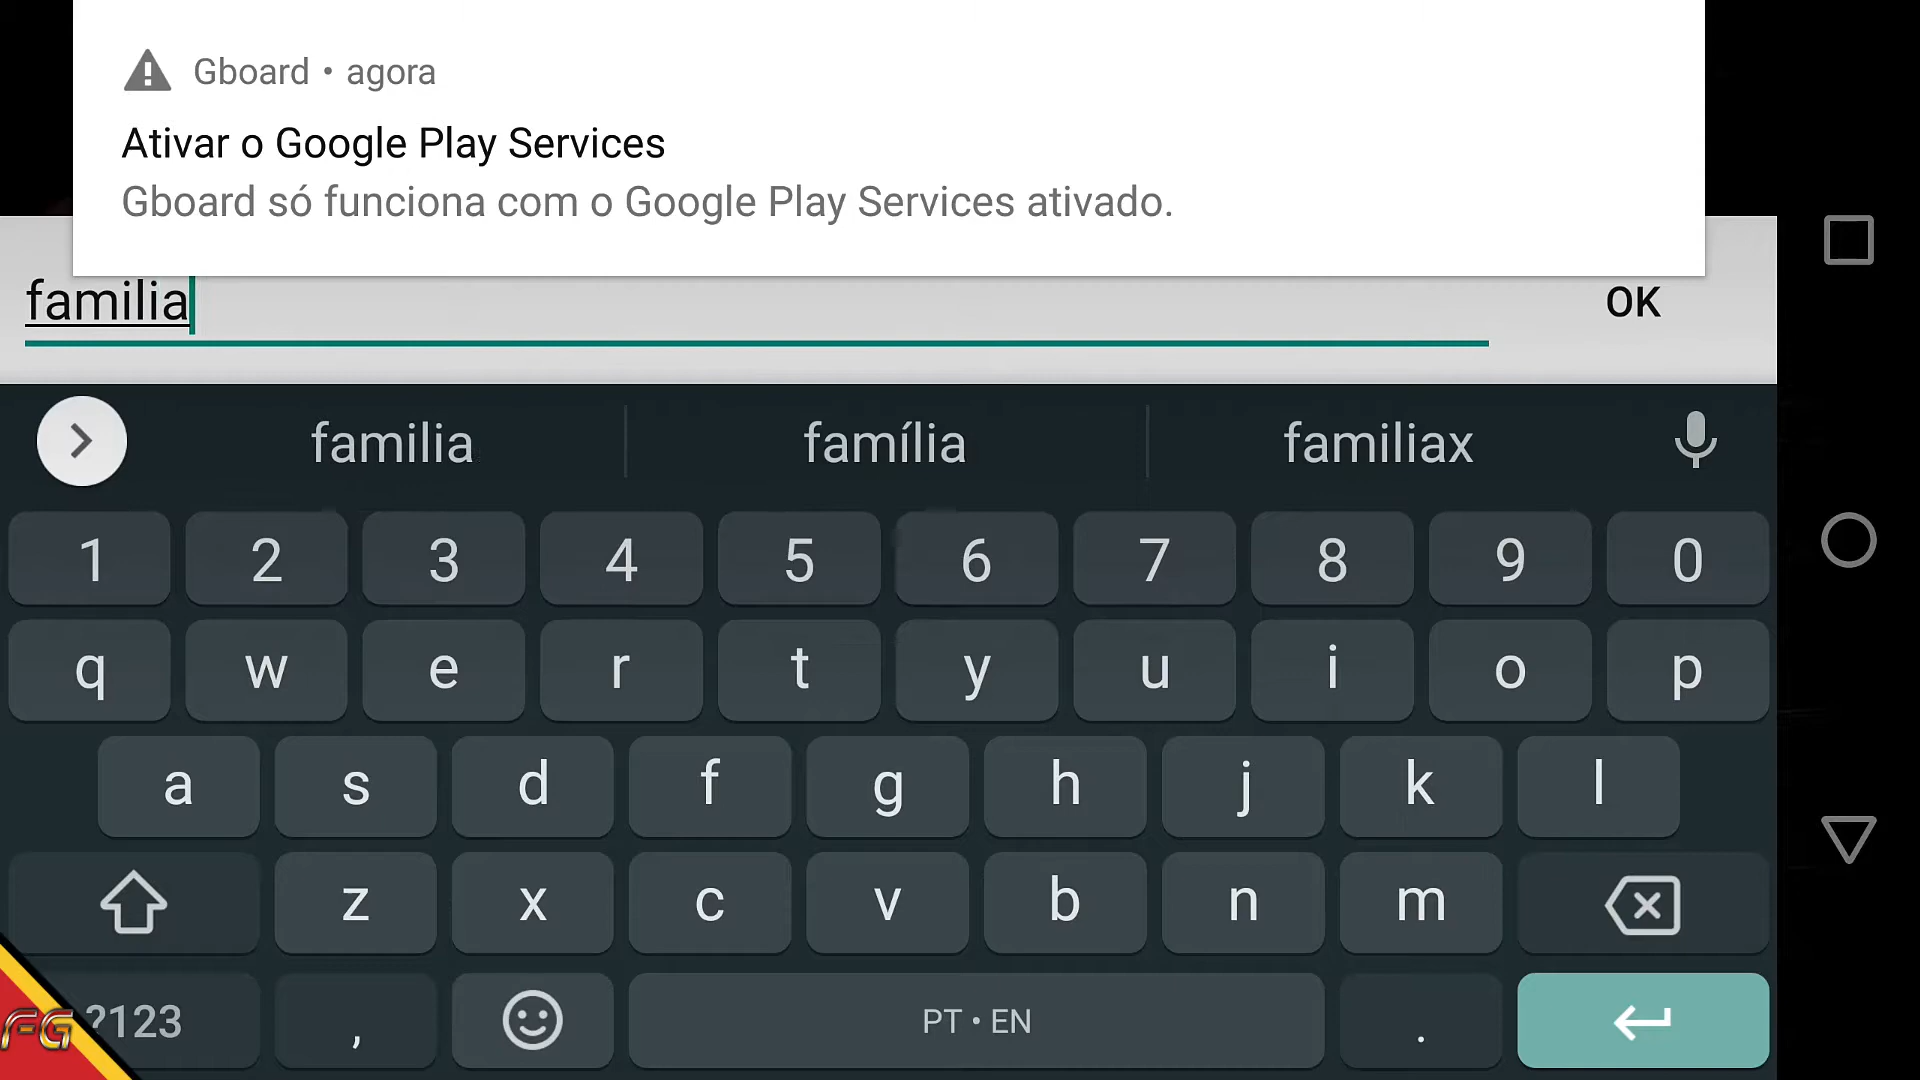 Gboard • agora
Ativar o Google Play Services
Gboard só funciona com o Google Play Services ativado.
familia
OK
familia família familiax
1 2 3 4 5 6 7 8 9 0
q w e r t y u i o p
a s d f g h j k l
z x c v b n m
?123 , PT • EN .
FG